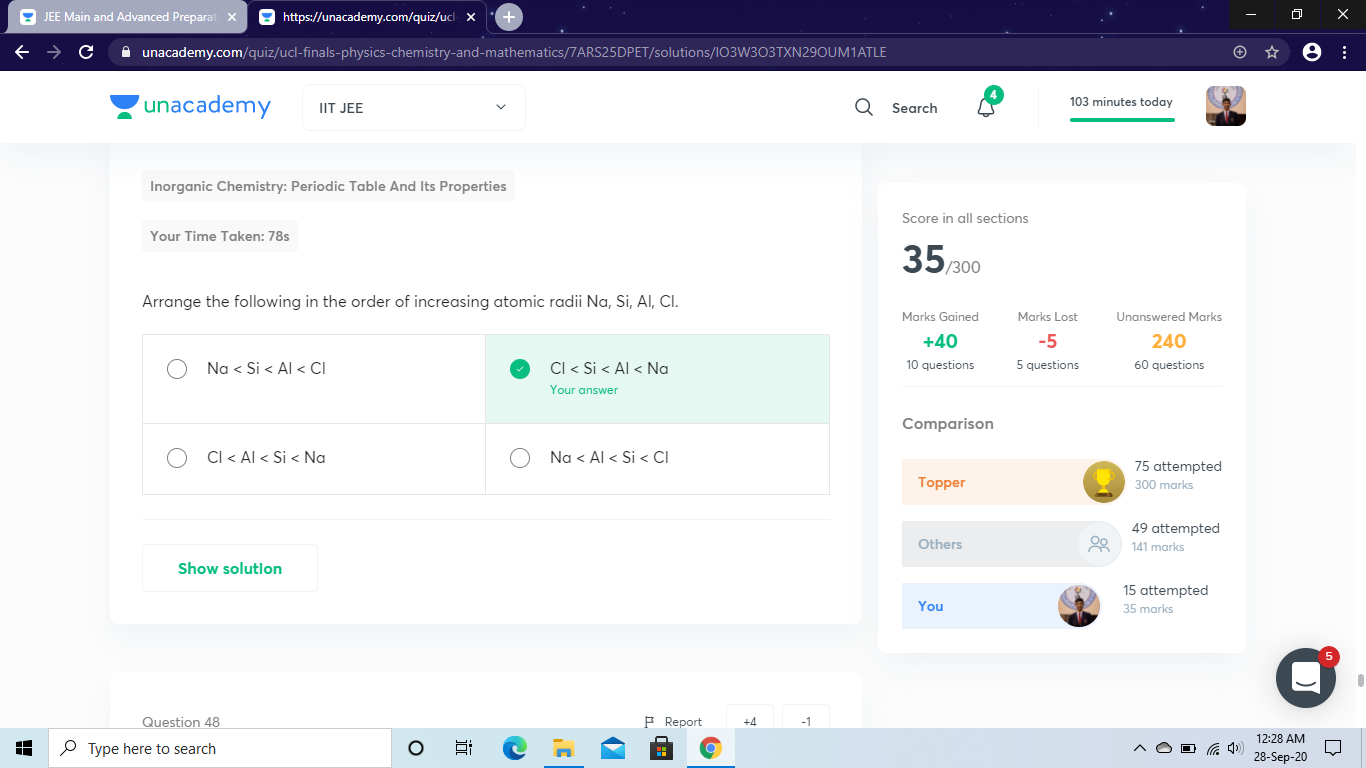 JEE Main and Advanced Preparati
https://unacademy.com/quiz/ucl-
unacademy.com/quiz/ucl-finals-physics-chemistry-and-mathematics/7ARS25DPET/solutions/IO3W3O3TXN29OUM1ATLE
unacademy
IIT JEE
Search
4
103 minutes today
Inorganic Chemistry: Periodic Table And Its Properties
Your Time Taken: 78s
Arrange the following in the order of increasing atomic radii Na, Si, Al, Cl.
Na < Si < Al < Cl
Cl < Si < Al < Na
Your answer
Cl < Al < Si < Na
Na < Al < Si < Cl
Show solution
Question 48
Report
+4
-1
Score in all sections
35/300
Marks Gained
+40
10 questions
Marks Lost
-5
5 questions
Unanswered Marks
240
60 questions
Comparison
Topper
75 attempted
300 marks
Others
49 attempted
141 marks
You
15 attempted
35 marks
5
Type here to search
12:28 AM
28-Sep-20